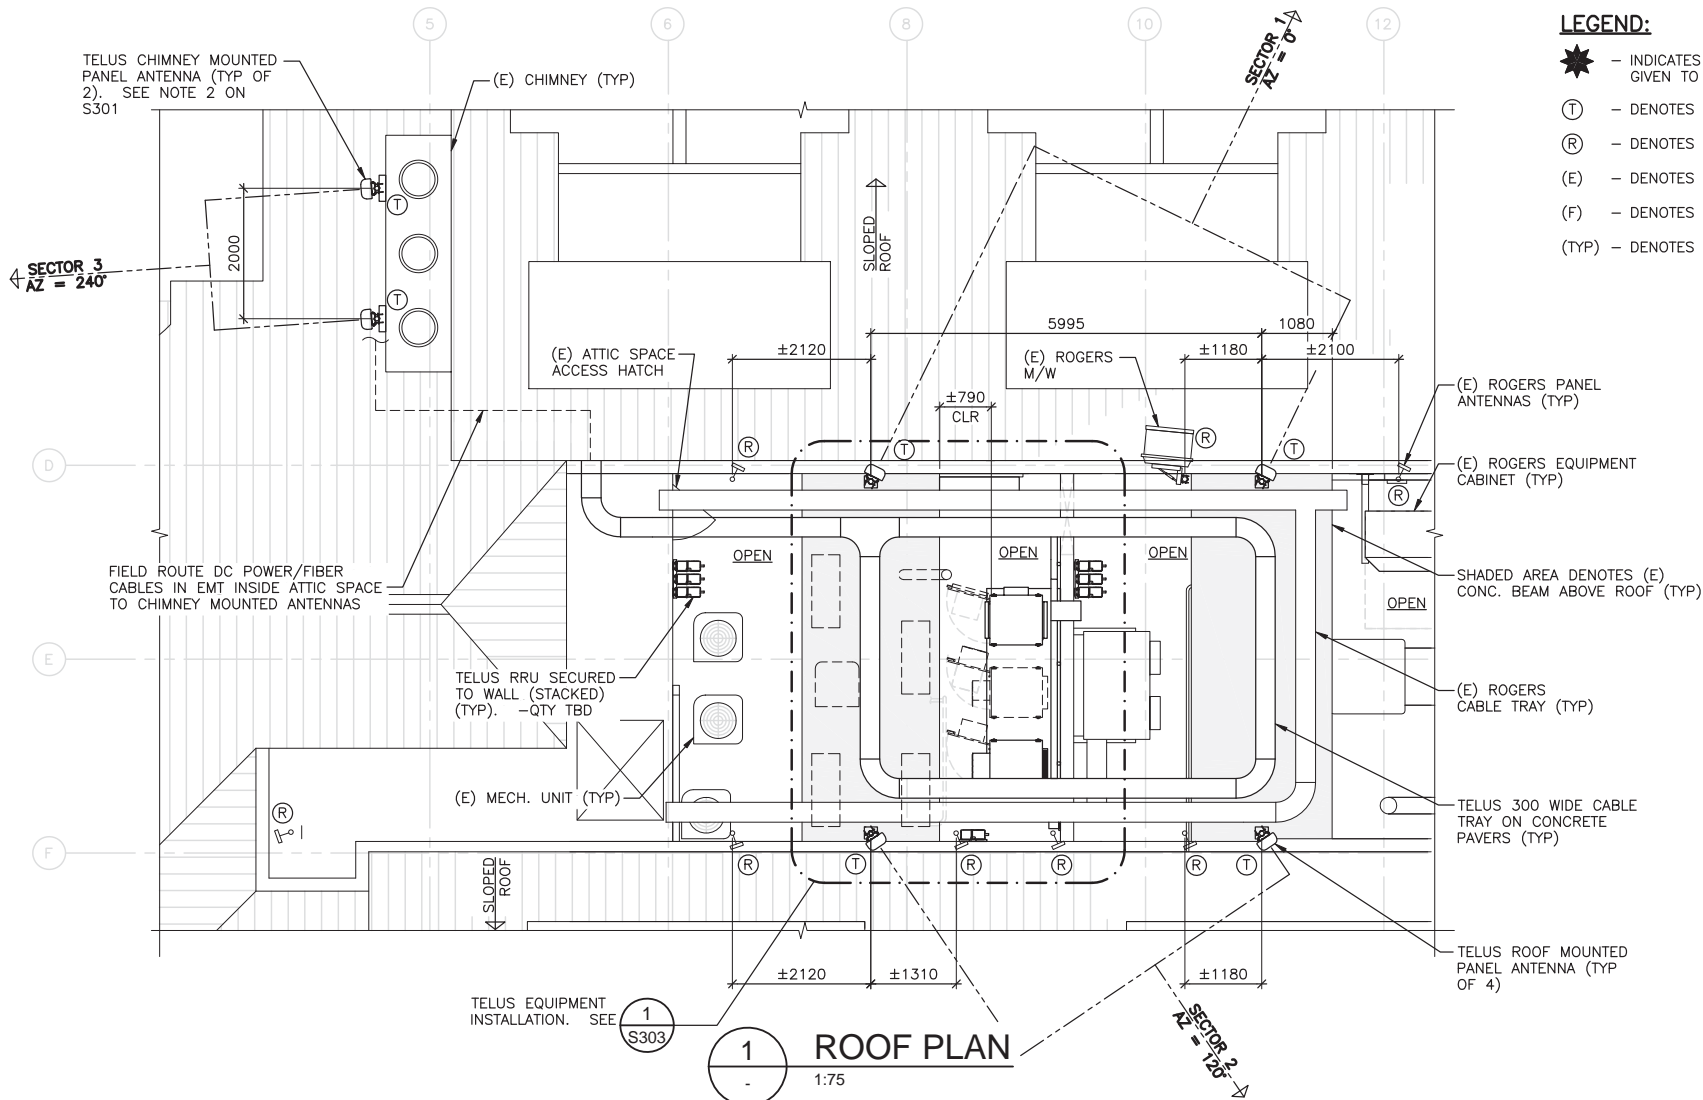 5
6
8
10
12
LEGEND:
– INDICATES
GIVEN TO
T – DENOTES
R – DENOTES
(E) – DENOTES
(F) – DENOTES
(TYP) – DENOTES
TELUS CHIMNEY MOUNTED
PANEL ANTENNA (TYP OF
2). SEE NOTE 2 ON
S301
(E) CHIMNEY (TYP)
SECTOR 1
AZ = 0°
T
2000
SECTOR 3
AZ = 240°
T
SLOPED
ROOF
5995
1080
±2120
±1180
±2100
(E) ATTIC SPACE
ACCESS HATCH
(E) ROGERS
M/W
±790
CLR
(E) ROGERS PANEL
ANTENNAS (TYP)
R
T
R
T
D
(E) ROGERS EQUIPMENT
CABINET (TYP)
R
OPEN
OPEN
OPEN
FIELD ROUTE DC POWER/FIBER
CABLES IN EMT INSIDE ATTIC SPACE
TO CHIMNEY MOUNTED ANTENNAS
SHADED AREA DENOTES (E)
CONC. BEAM ABOVE ROOF (TYP)
OPEN
E
TELUS RRU SECURED
TO WALL (STACKED)
(TYP). –QTY TBD
(E) ROGERS
CABLE TRAY (TYP)
(E) MECH. UNIT (TYP)
R
TELUS 300 WIDE CABLE
TRAY ON CONCRETE
PAVERS (TYP)
F
R
T
R
R
R
T
SLOPED
ROOF
TELUS ROOF MOUNTED
PANEL ANTENNA (TYP
OF 4)
±2120
±1310
±1180
TELUS EQUIPMENT
INSTALLATION. SEE
1
S303
SECTOR 2
AZ = 120°
1
-
ROOF PLAN
1:75